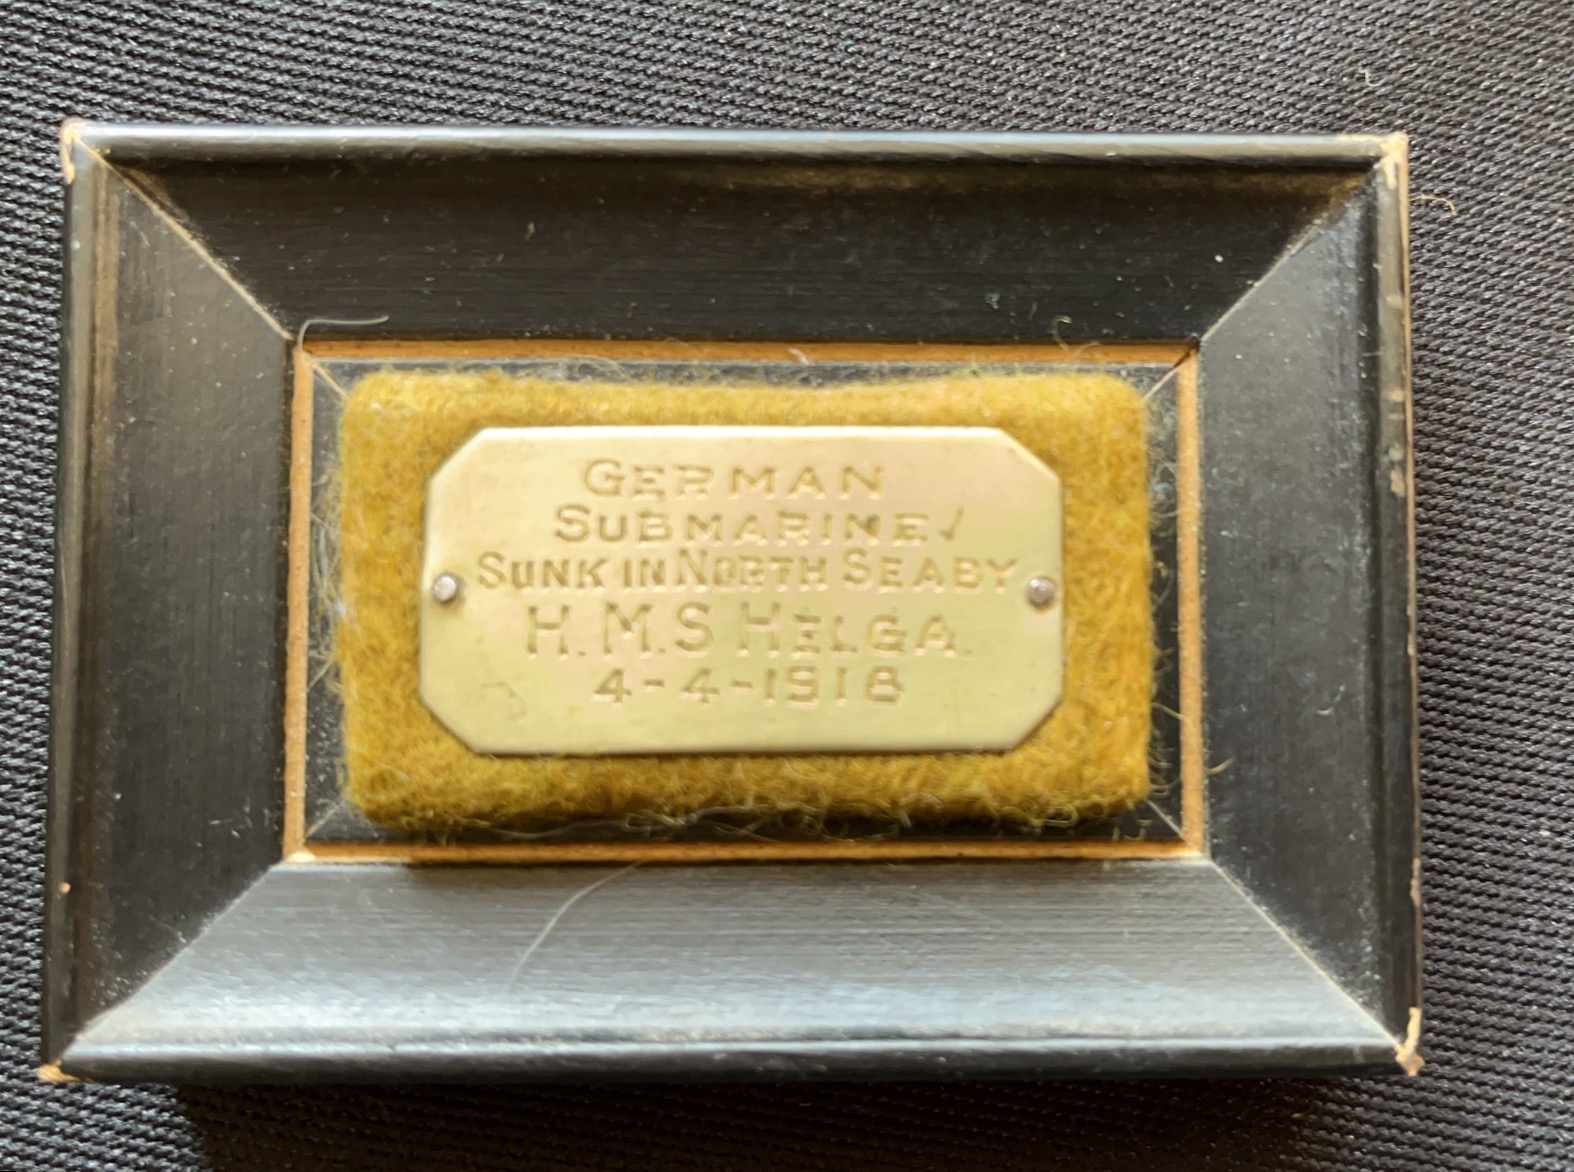 GERMAN
SUBMARINE
SUNK IN NORTH SEA BY
H.M.S HELGA.
4-4-1918